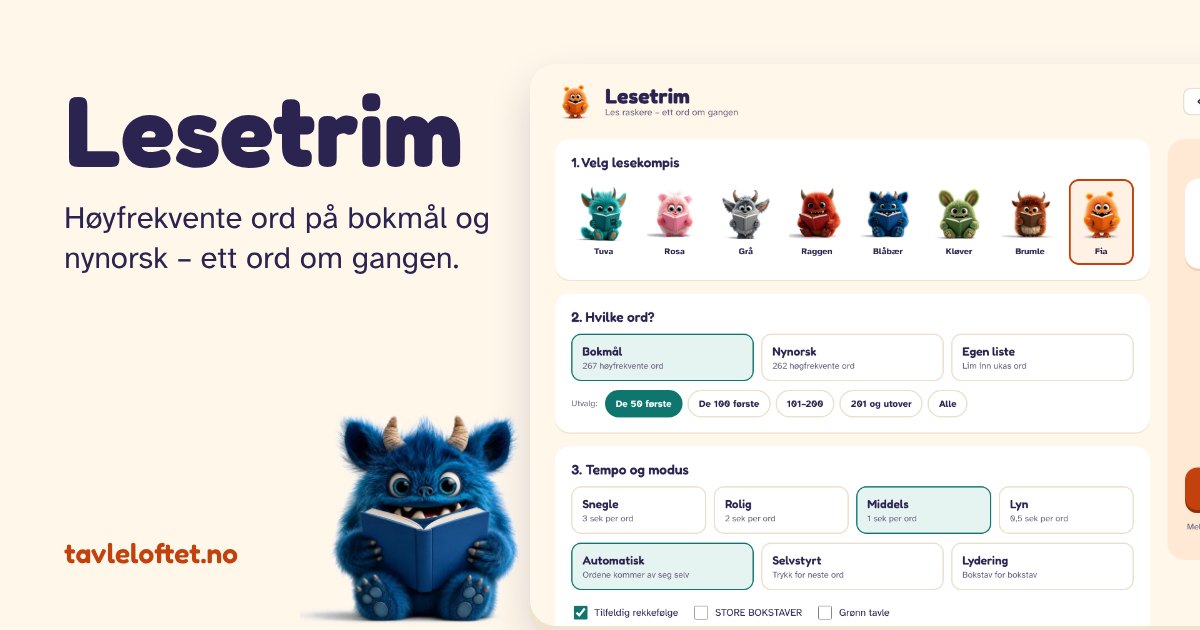 Lesetrim
Høyfrekvente ord på bokmål og
nynorsk – ett ord om gangen.
tavleloftet.no
Lesetrim
Les raskere – ett ord om gangen
1. Velg lesekompis
Tuva
Rosa
Grå
Raggen
Blåbær
Kløver
Brumle
Fia
2. Hvilke ord?
Bokmål
267 høyfrekvente ord
Nynorsk
262 høgfrekvente ord
Egen liste
Lim inn ukas ord
Utvalg: De 50 første De 100 første 101–200 201 og utover Alle
3. Tempo og modus
Snegle
3 sek per ord
Rolig
2 sek per ord
Middels
1 sek per ord
Lyn
0,5 sek per ord
Automatisk
Ordene kommer av seg selv
Selvstyrt
Trykk for neste ord
Lydering
Bokstav for bokstav
Tilfeldig rekkefølge STORE BOKSTAVER Grønn tavle